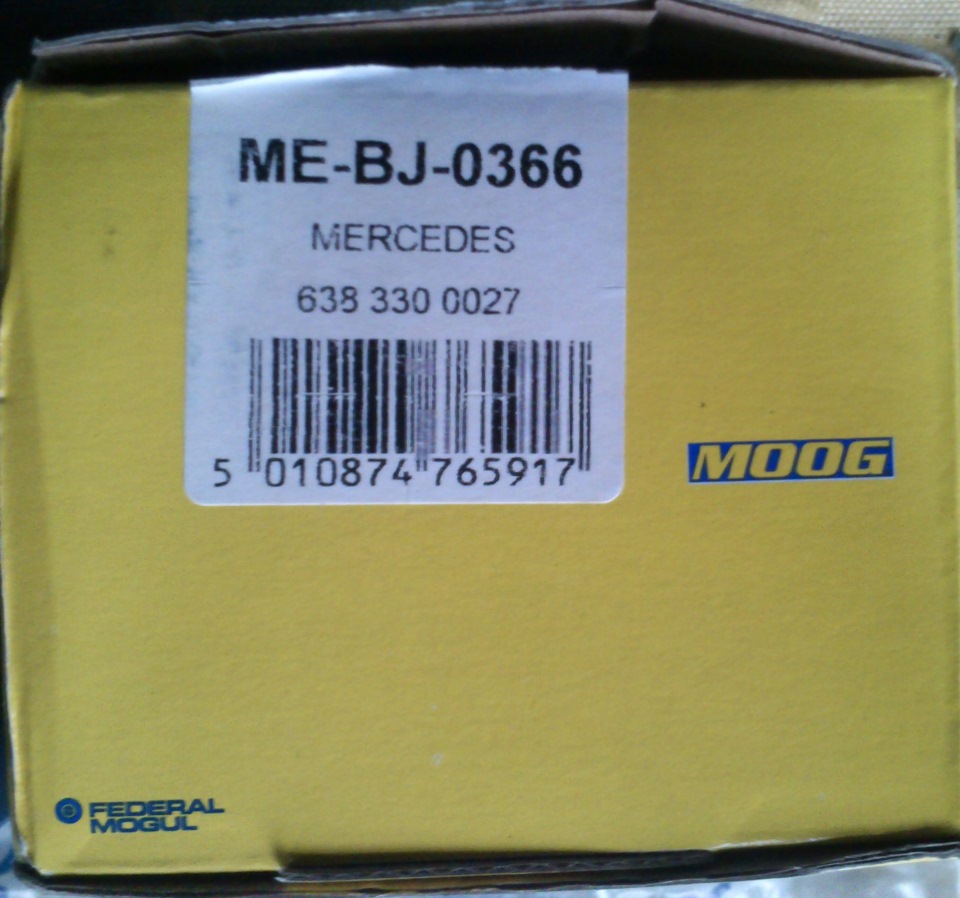 ME-BJ-0366
MERCEDES
638 330 0027
5 010874 765917
MOOG
FEDERAL
MOGUL